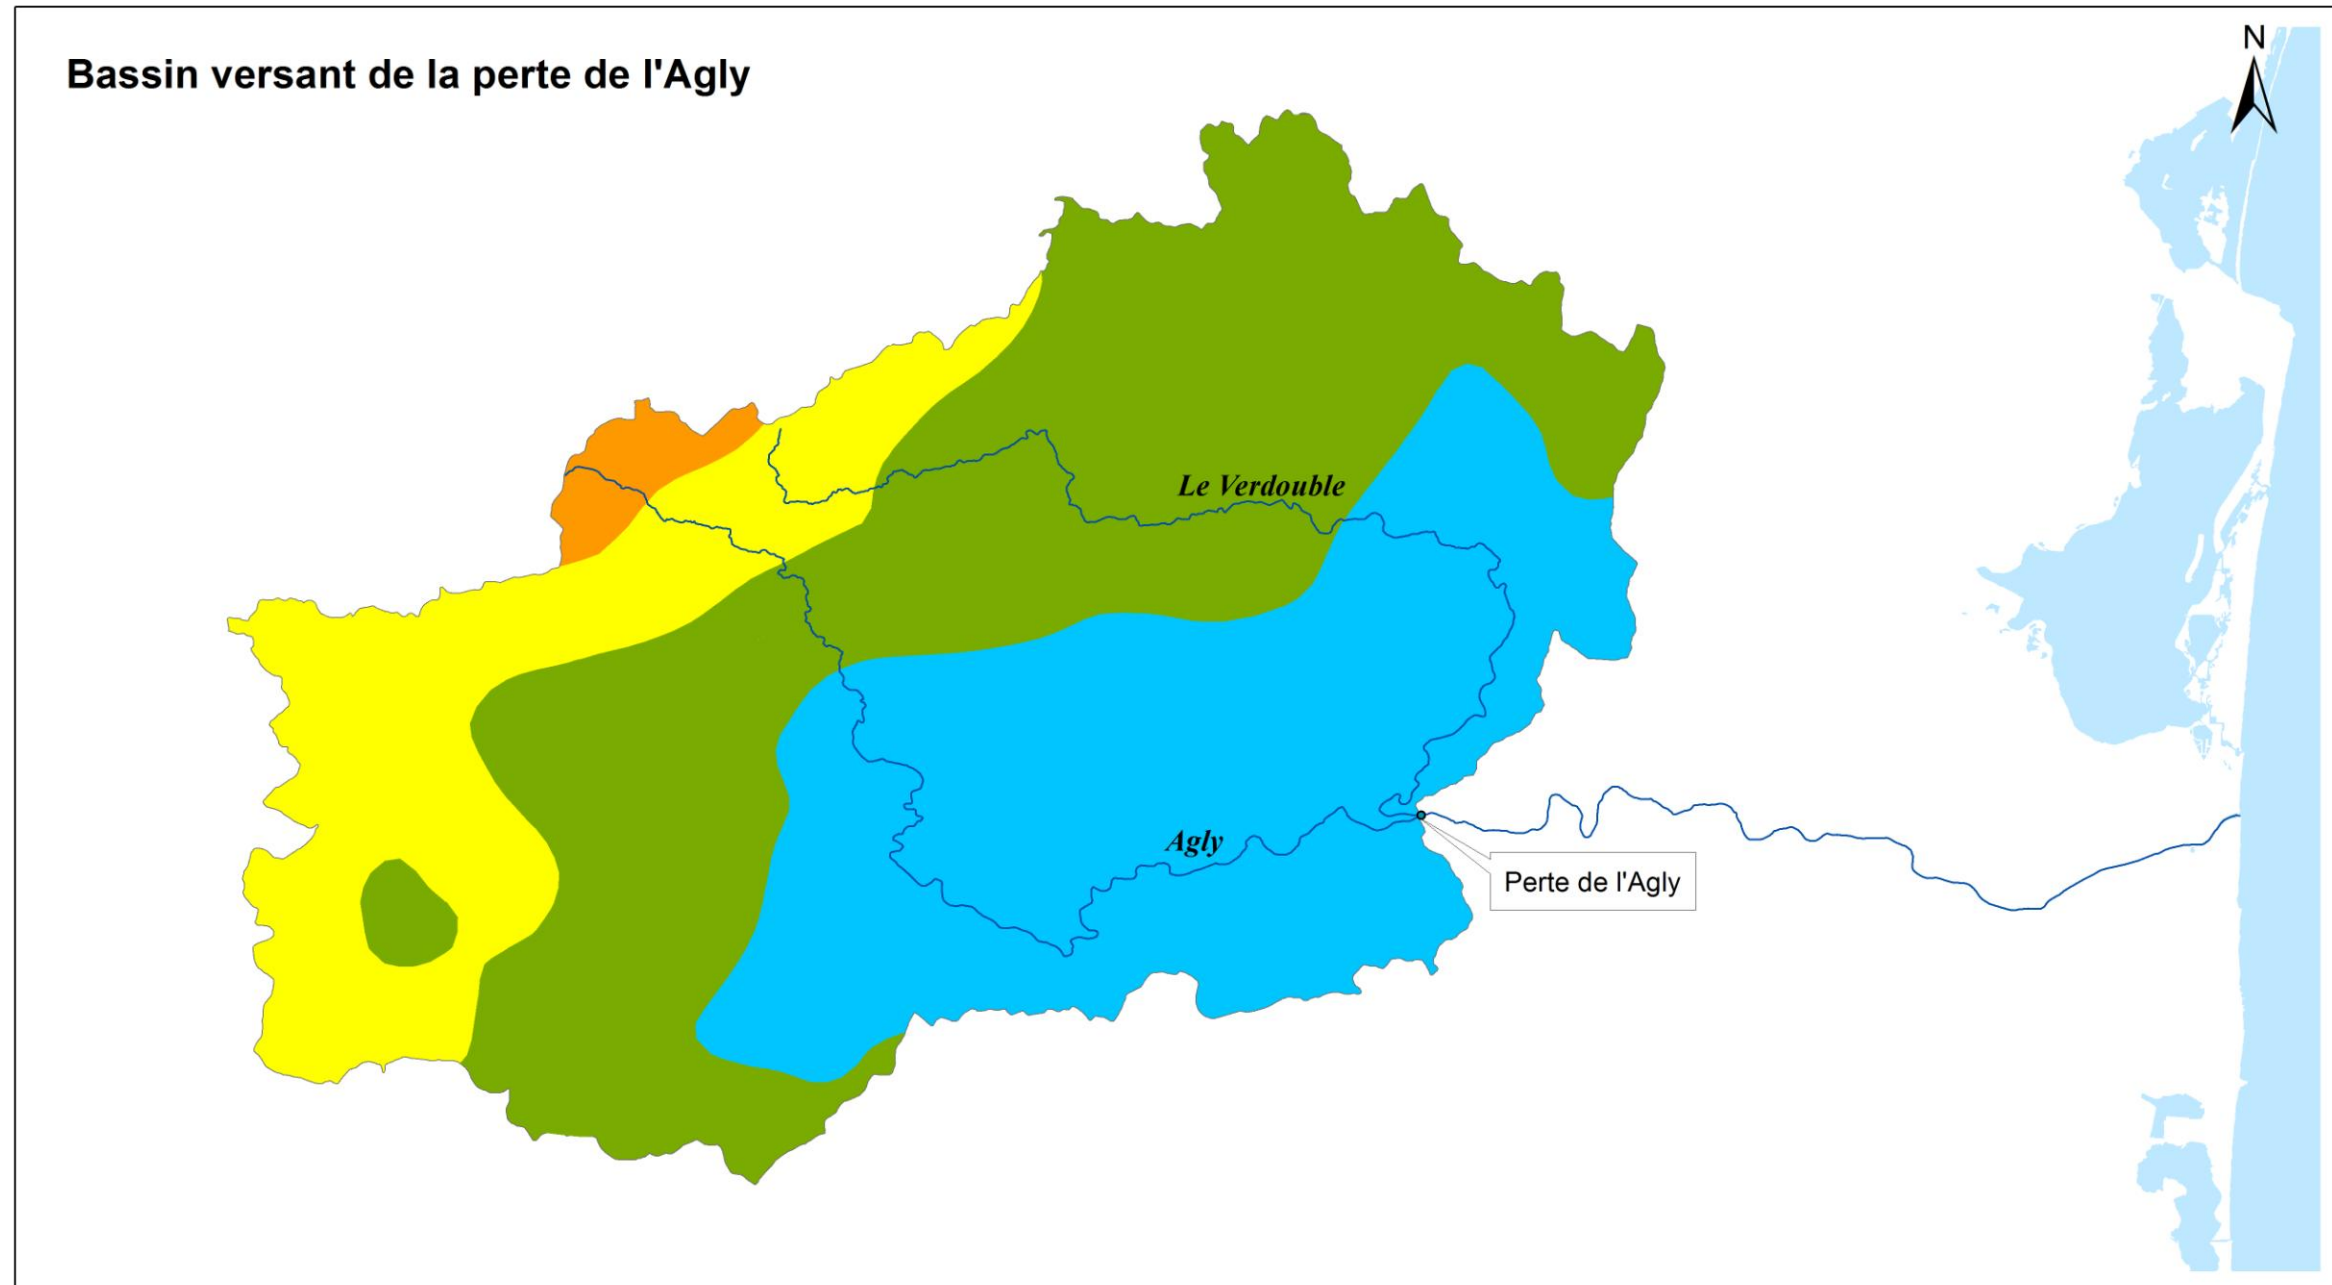 Bassin versant de la perte de l'Agly
N
Le Verdouble
Agly
Perte de l'Agly